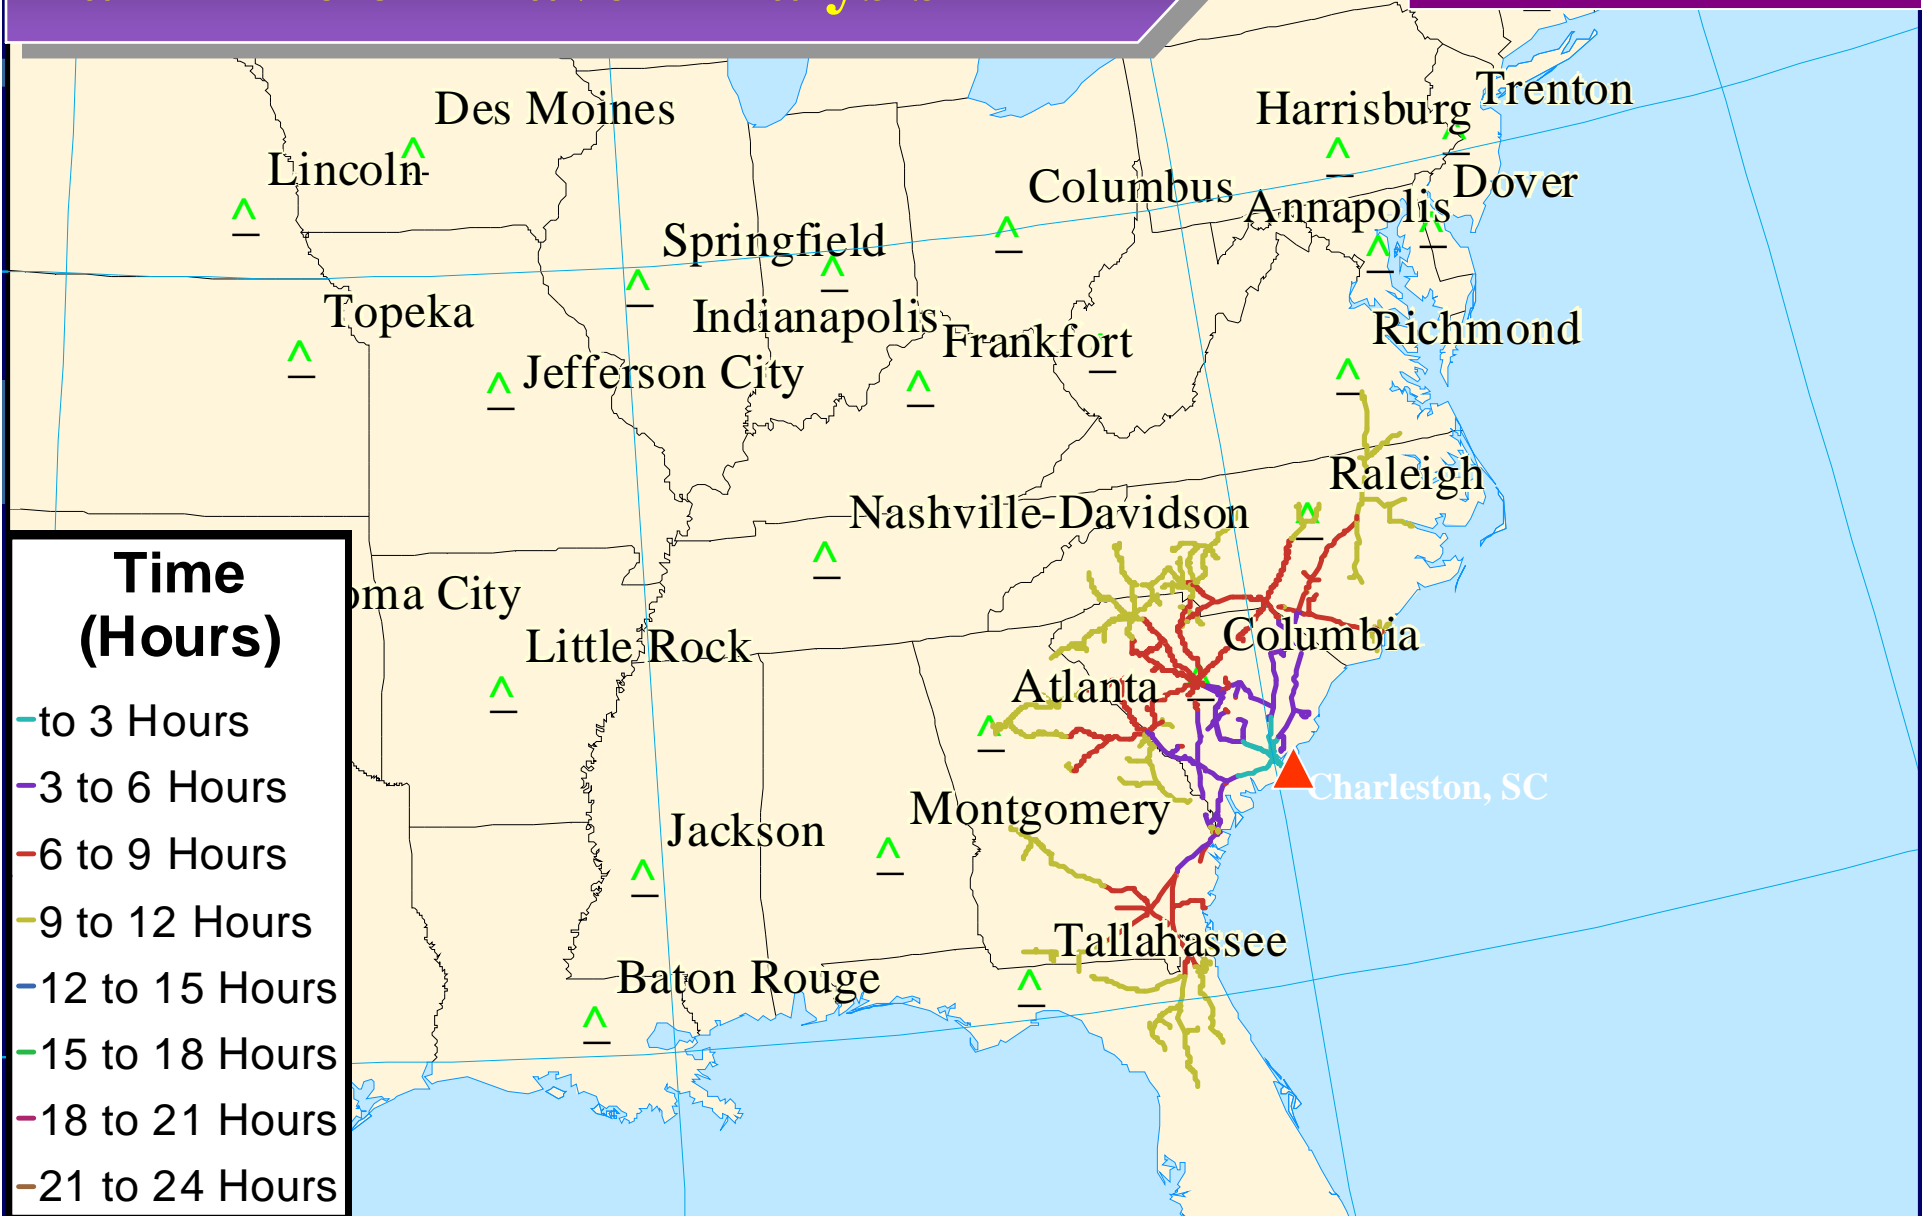 Trenton
Des Moines
Harrisburg
Lincoln
Dover
Columbus
Annapolis
Springfield
Topeka
Indianapolis
Richmond
Frankfort
Jefferson City
Raleigh
Nashville-Davidson
Time
(Hours)
oma City
Columbia
Little Rock
Atlanta
to 3 Hours
3 to 6 Hours
Charleston, SC
Montgomery
Jackson
6 to 9 Hours
9 to 12 Hours
Tallahassee
Baton Rouge
12 to 15 Hours
15 to 18 Hours
18 to 21 Hours
21 to 24 Hours